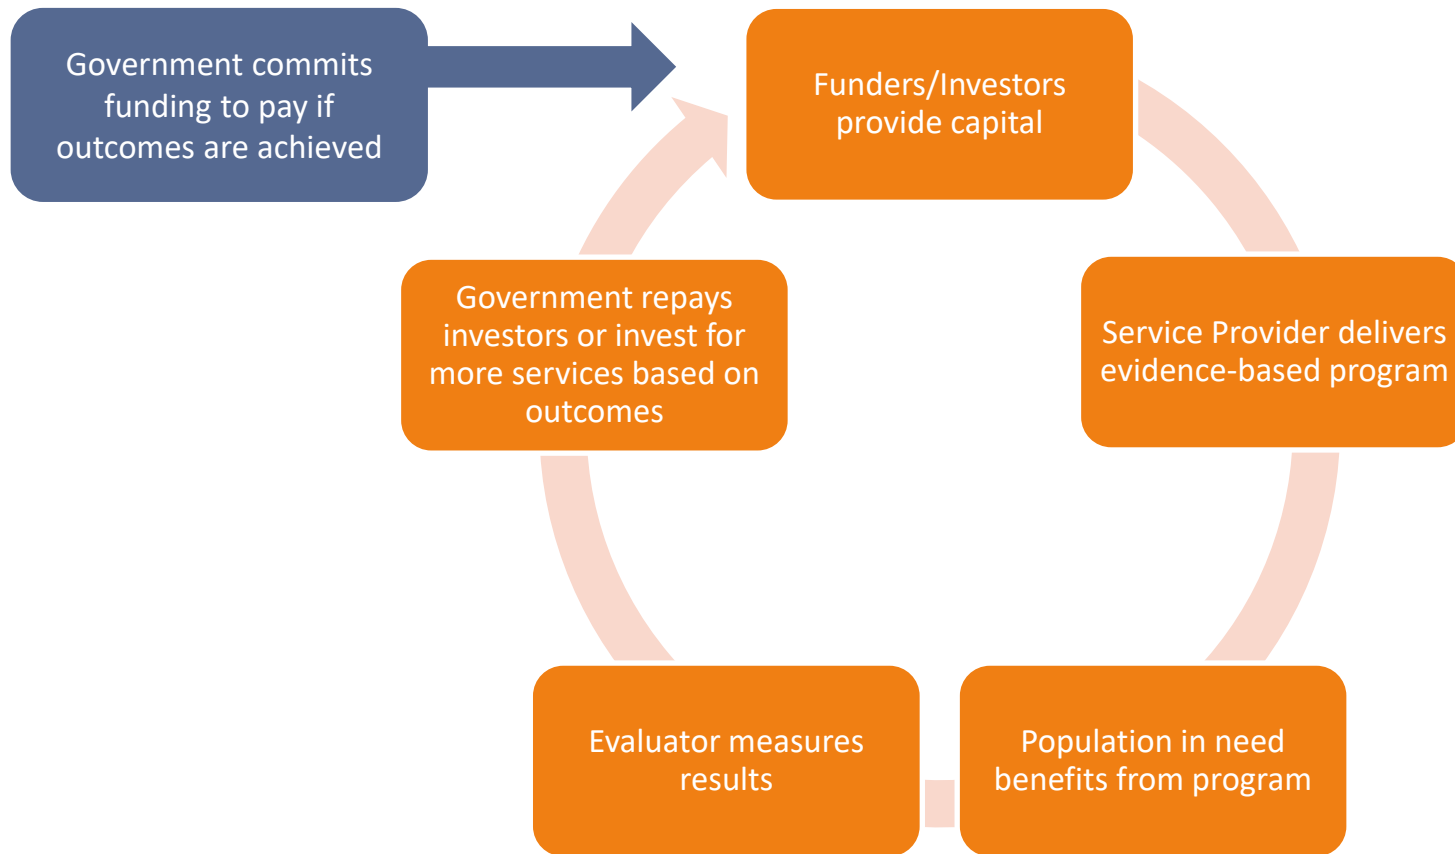 Government commits
funding to pay if
outcomes are achieved
Funders/Investors
provide capital
Service Provider delivers
evidence-based program
Population in need
benefits from program
Evaluator measures
results
Government repays
investors or invest for
more services based on
outcomes